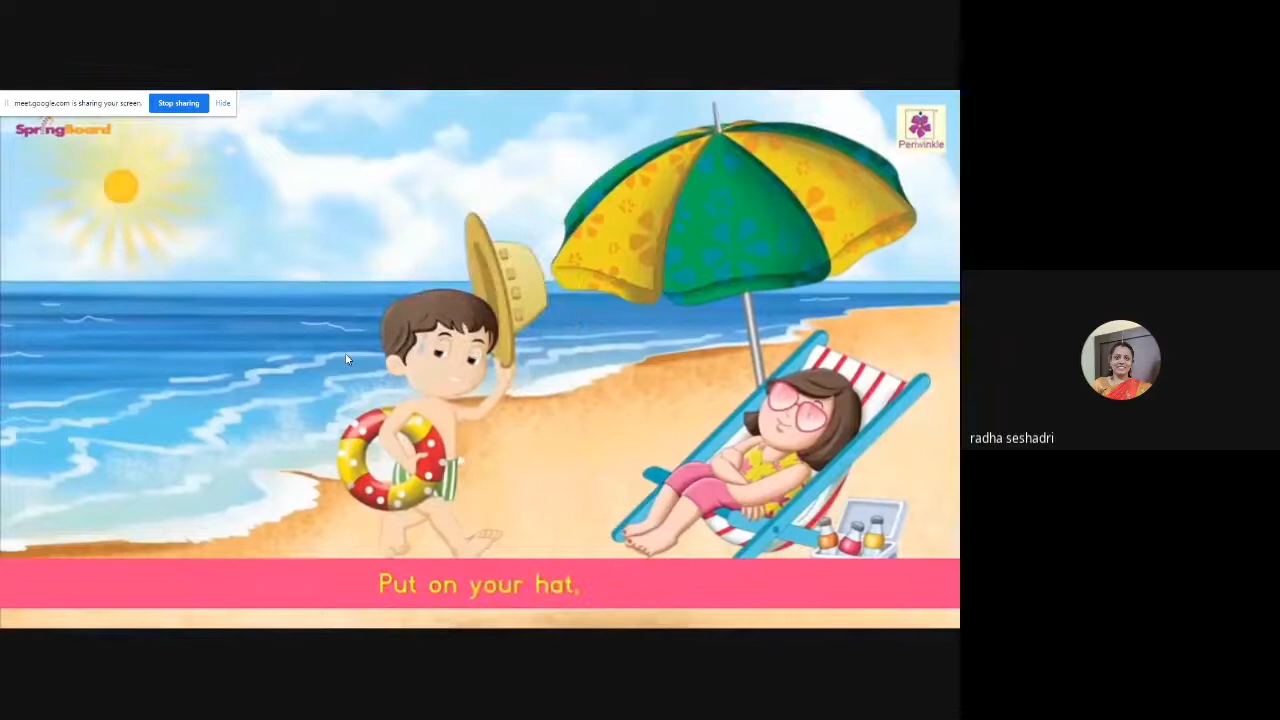 meet.google.com is sharing your screen.
Stop sharing
Hide
SpringBoard
Periwinkle
Put on your hat,
radha seshadri